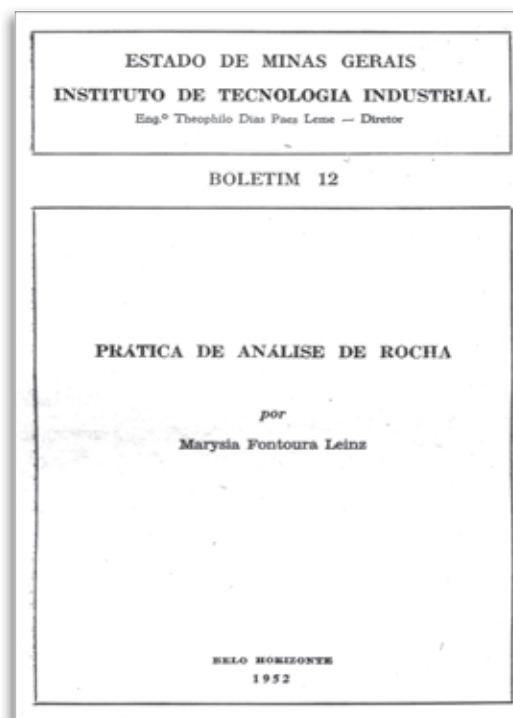 ESTADO DE MINAS GERAIS
INSTITUTO DE TECNOLOGIA INDUSTRIAL
Eng.º Theophilo Dias Paes Leme — Diretor
BOLETIM 12
PRÁTICA DE ANÁLISE DE ROCHA
por
Marysia Fontoura Leinz
BELO HORIZONTE
1952